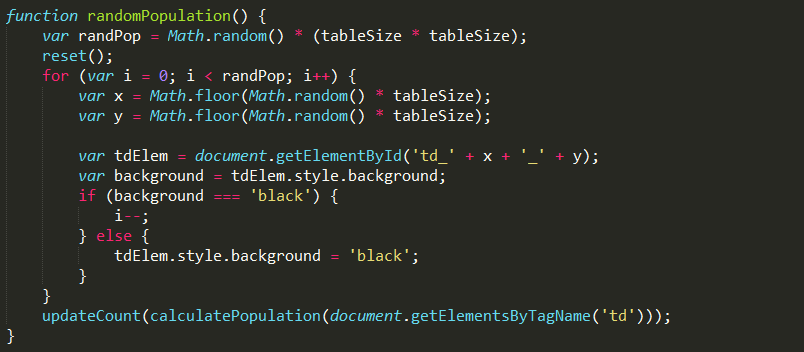 function randomPopulation() {
    var randPop = Math.random() * (tableSize * tableSize);
    reset();
    for (var i = 0; i < randPop; i++) {
        var x = Math.floor(Math.random() * tableSize);
        var y = Math.floor(Math.random() * tableSize);

        var tdElem = document.getElementById('td_' + x + '_' + y);
        var background = tdElem.style.background;
        if (background === 'black') {
            i--;
        } else {
            tdElem.style.background = 'black';
        }
    }
    updateCount(calculatePopulation(document.getElementsByTagName('td')));
}